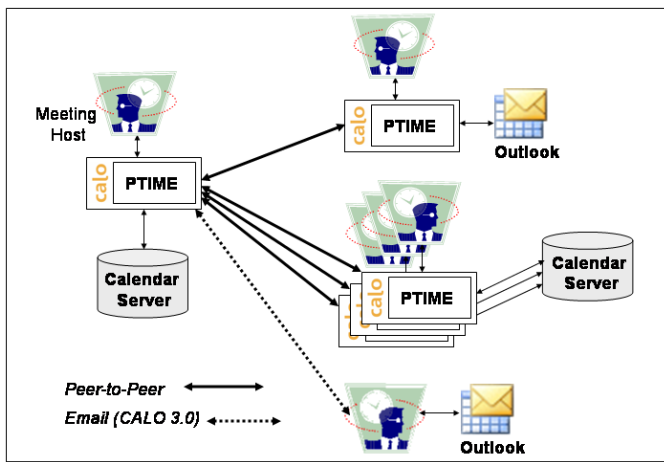 PTIME
calo
Outlook
Meeting
Host
PTIME
calo
Calendar
Server
PTIME
calo
Calendar
Server
Peer-to-Peer
Email (CALO 3.0)
Outlook